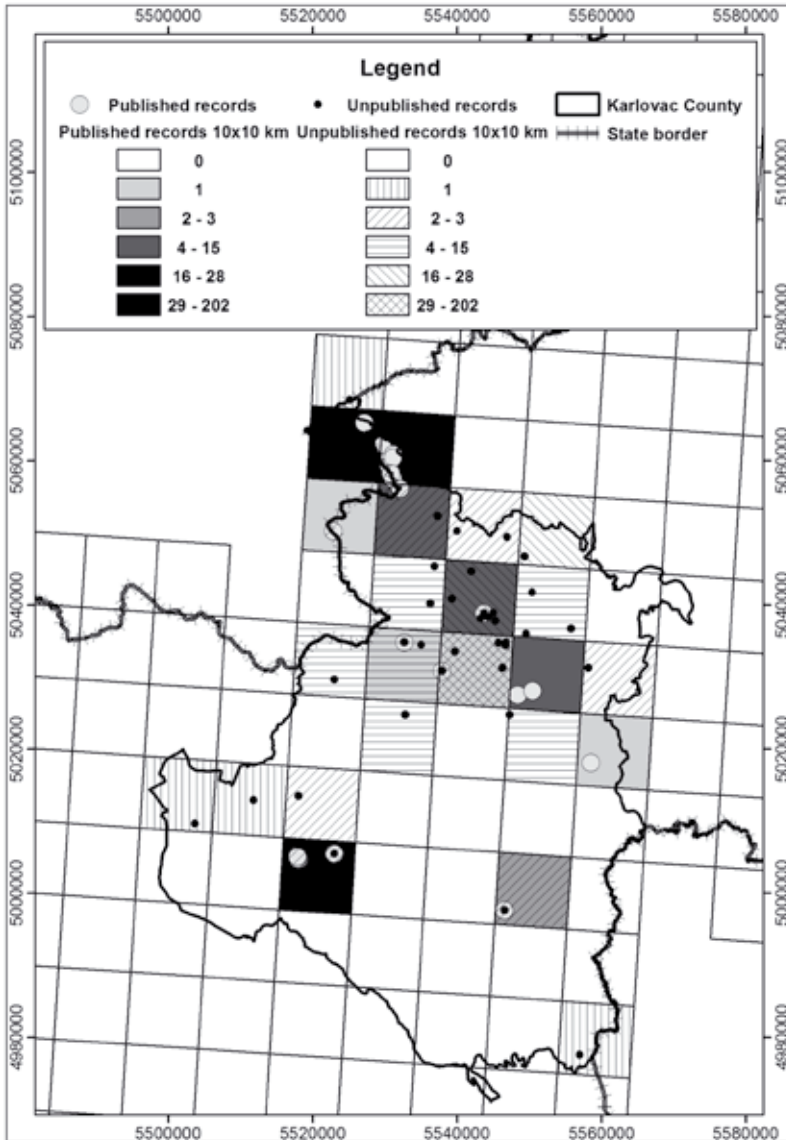 5500000 5520000 5540000 5560000 5580000
Legend
Published records Unpublished records Karlovac County
Published records 10x10 km Unpublished records 10x10 km State border
0 0
1 1
2 - 3 2 - 3
4 - 15 4 - 15
16 - 28 16 - 28
29 - 202 29 - 202
5100000 5100000
5080000 5080000
5060000 5060000
5040000 5040000
5020000 5020000
5000000 5000000
4980000 4980000
5500000 5520000 5540000 5560000 5580000